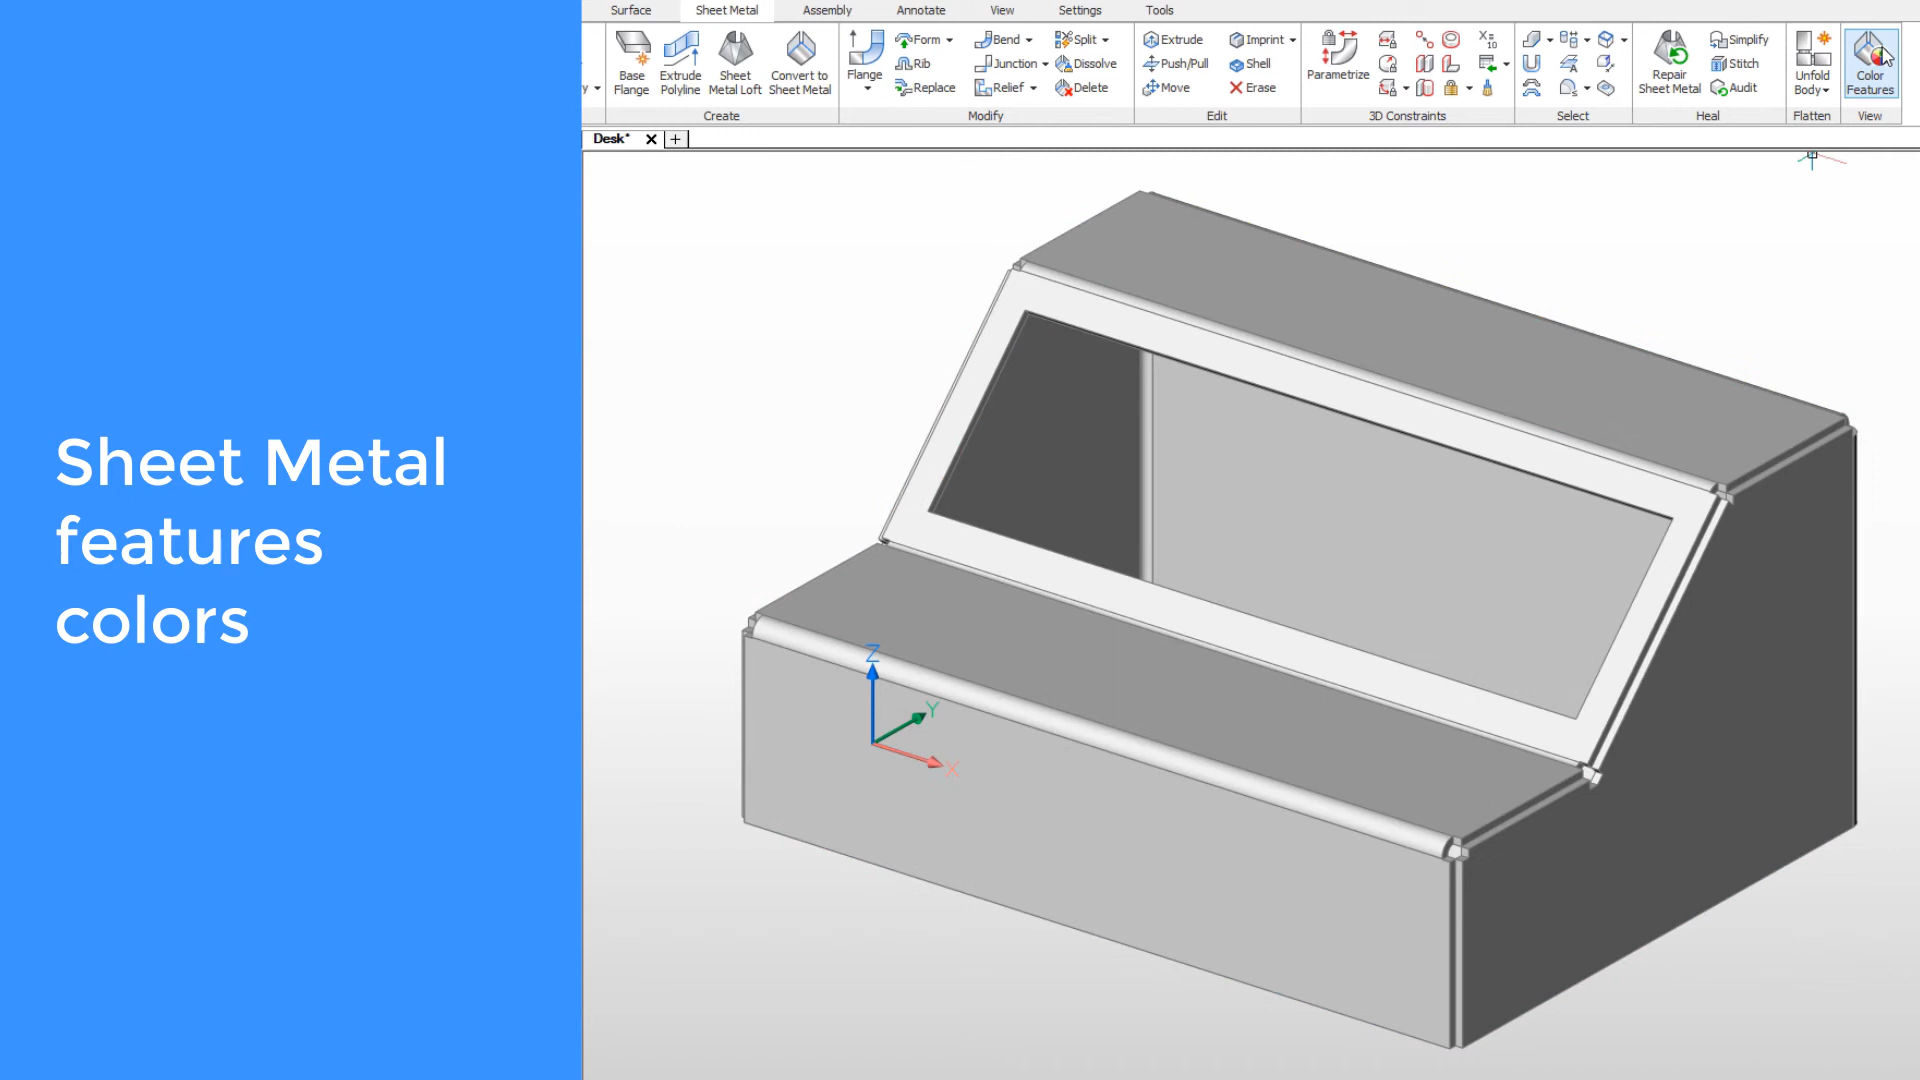 Surface Sheet Metal Assembly Annotate View Settings Tools
Base Flange
Extrude Polyline
Sheet Metal Loft
Convert to Sheet Metal
Create
Flange
Form Bend Split
Rib Junction Dissolve
Replace Relief Delete
Modify
Extrude Imprint
Push/Pull Shell
Move Erase
Edit
Parametrize
X=
10
3D Constraints
Select
Repair Sheet Metal
Simplify
Stitch
Audit
Heal
Unfold Body
Flatten
Color Features
View
Desk*
Sheet Metal
features
colors
Z
Y
X